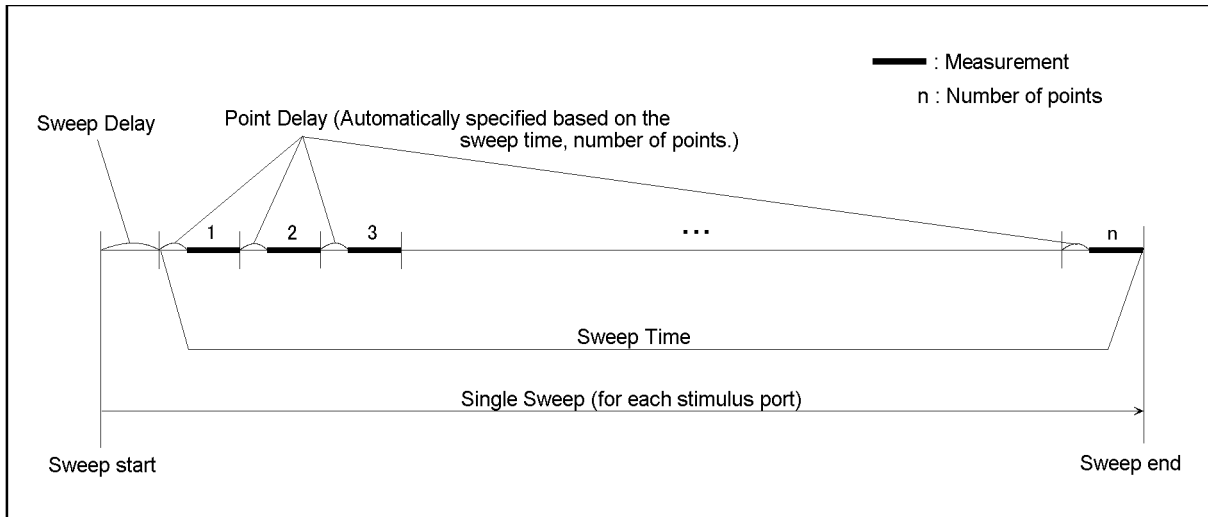 : Measurement
n : Number of points
Sweep Delay
Point Delay (Automatically specified based on the
sweep time, number of points.)
1 2 3 ... n
Sweep Time
Single Sweep (for each stimulus port)
Sweep start
Sweep end